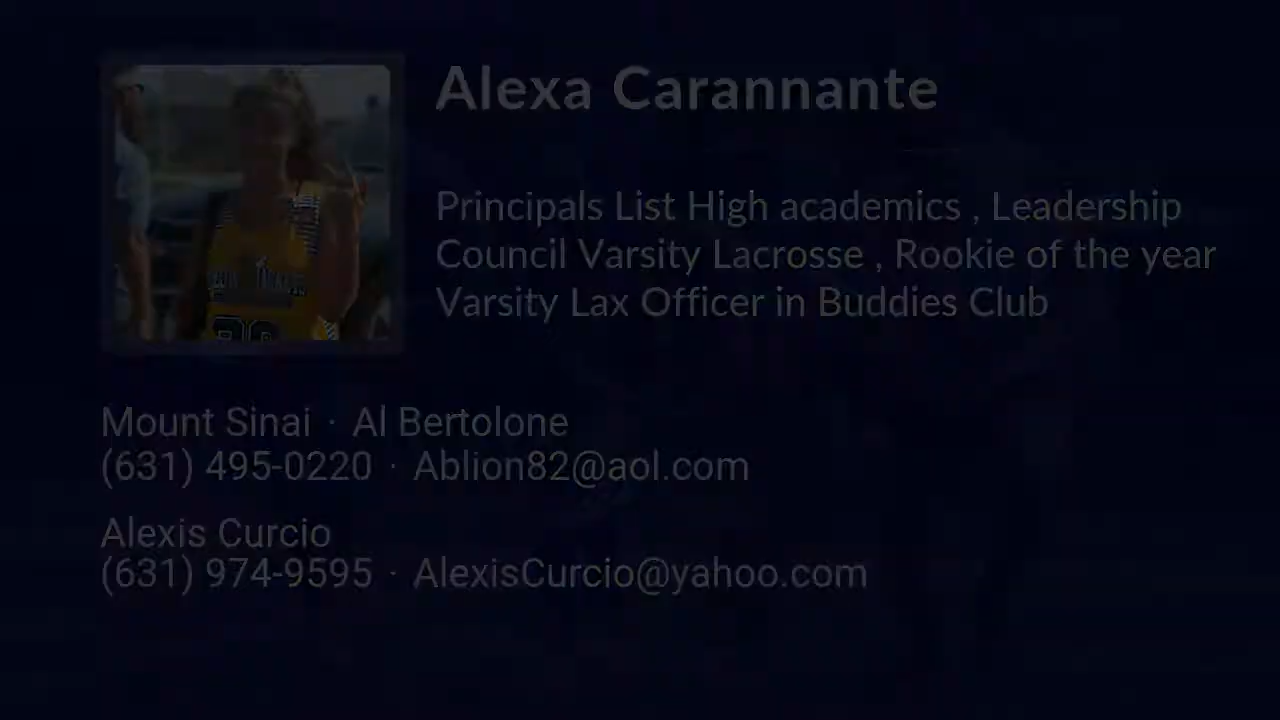 Alexa Carannante
Principals List High academics , Leadership
Council Varsity Lacrosse , Rookie of the year
Varsity Lax Officer in Buddies Club
Mount Sinai · Al Bertolone
(631) 495-0220 · Ablion82@aol.com
Alexis Curcio
(631) 974-9595 · AlexisCurcio@yahoo.com